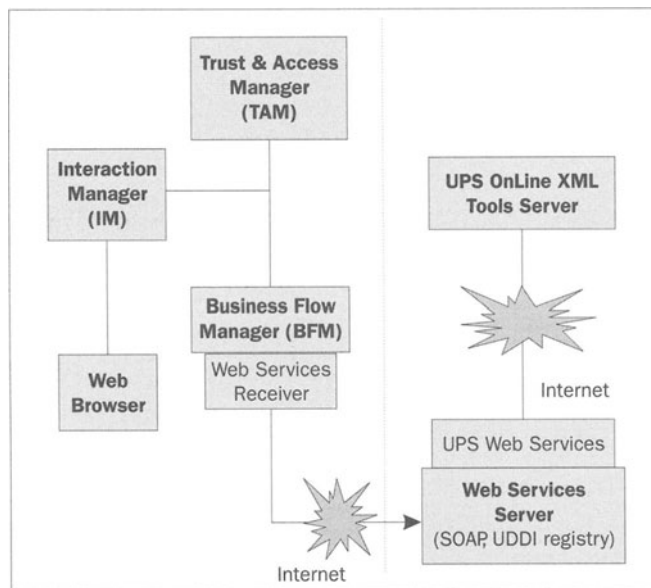 Trust & Access
Manager
(TAM)
Interaction
Manager
(IM)
UPS OnLine XML
Tools Server
Business Flow
Manager (BFM)
Web Services
Receiver
Web
Browser
Internet
UPS Web Services
Web Services
Server
(SOAP, UDDI registry)
Internet